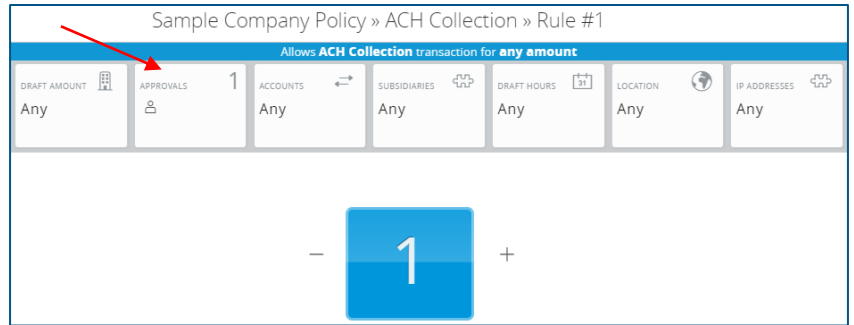 Sample Company Policy » ACH Collection » Rule #1
Allows ACH Collection transaction for any amount
DRAFT AMOUNT
Any
APPROVALS 1
ACCOUNTS
Any
SUBSIDIARIES
Any
DRAFT HOURS 31
Any
LOCATION
Any
IP ADDRESSES
Any
− 1 +